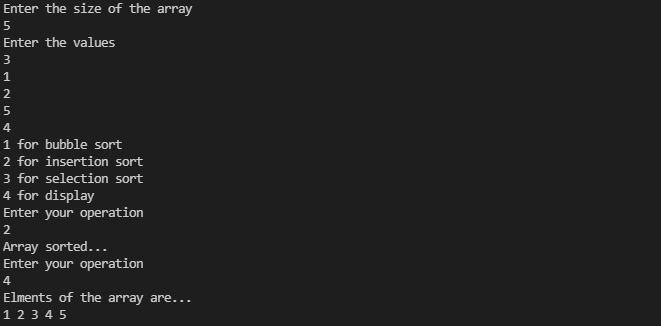 Enter the size of the array
5
Enter the values
3
1
2
5
4
1 for bubble sort
2 for insertion sort
3 for selection sort
4 for display
Enter your operation
2
Array sorted...
Enter your operation
4
Elments of the array are...
1 2 3 4 5